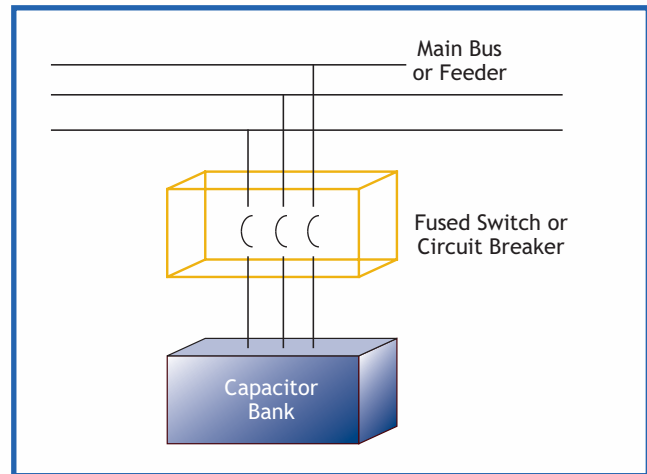 Main Bus
or Feeder
Fused Switch or
Circuit Breaker
Capacitor
Bank